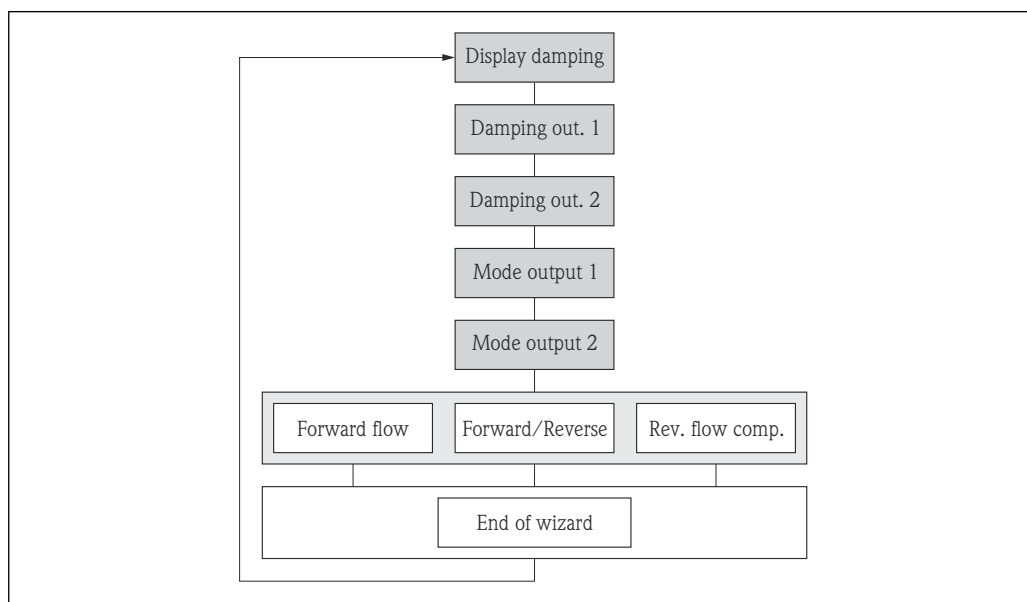 Display damping
Damping out. 1
Damping out. 2
Mode output 1
Mode output 2
Forward flow
Forward/Reverse
Rev. flow comp.
End of wizard